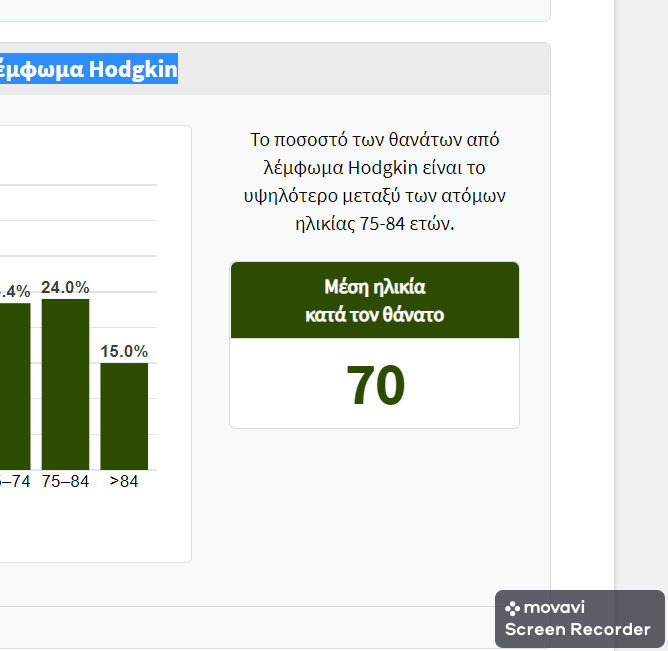 έμφωμα Hodgkin
Το ποσοστό των θανάτων από
λέμφωμα Hodgkin είναι το
υψηλότερο μεταξύ των ατόμων
ηλικίας 75-84 ετών.
Μέση ηλικία
κατά τον θάνατο
70
.4% 24.0%
15.0%
–74 75–84 >84
movavi
Screen Recorder